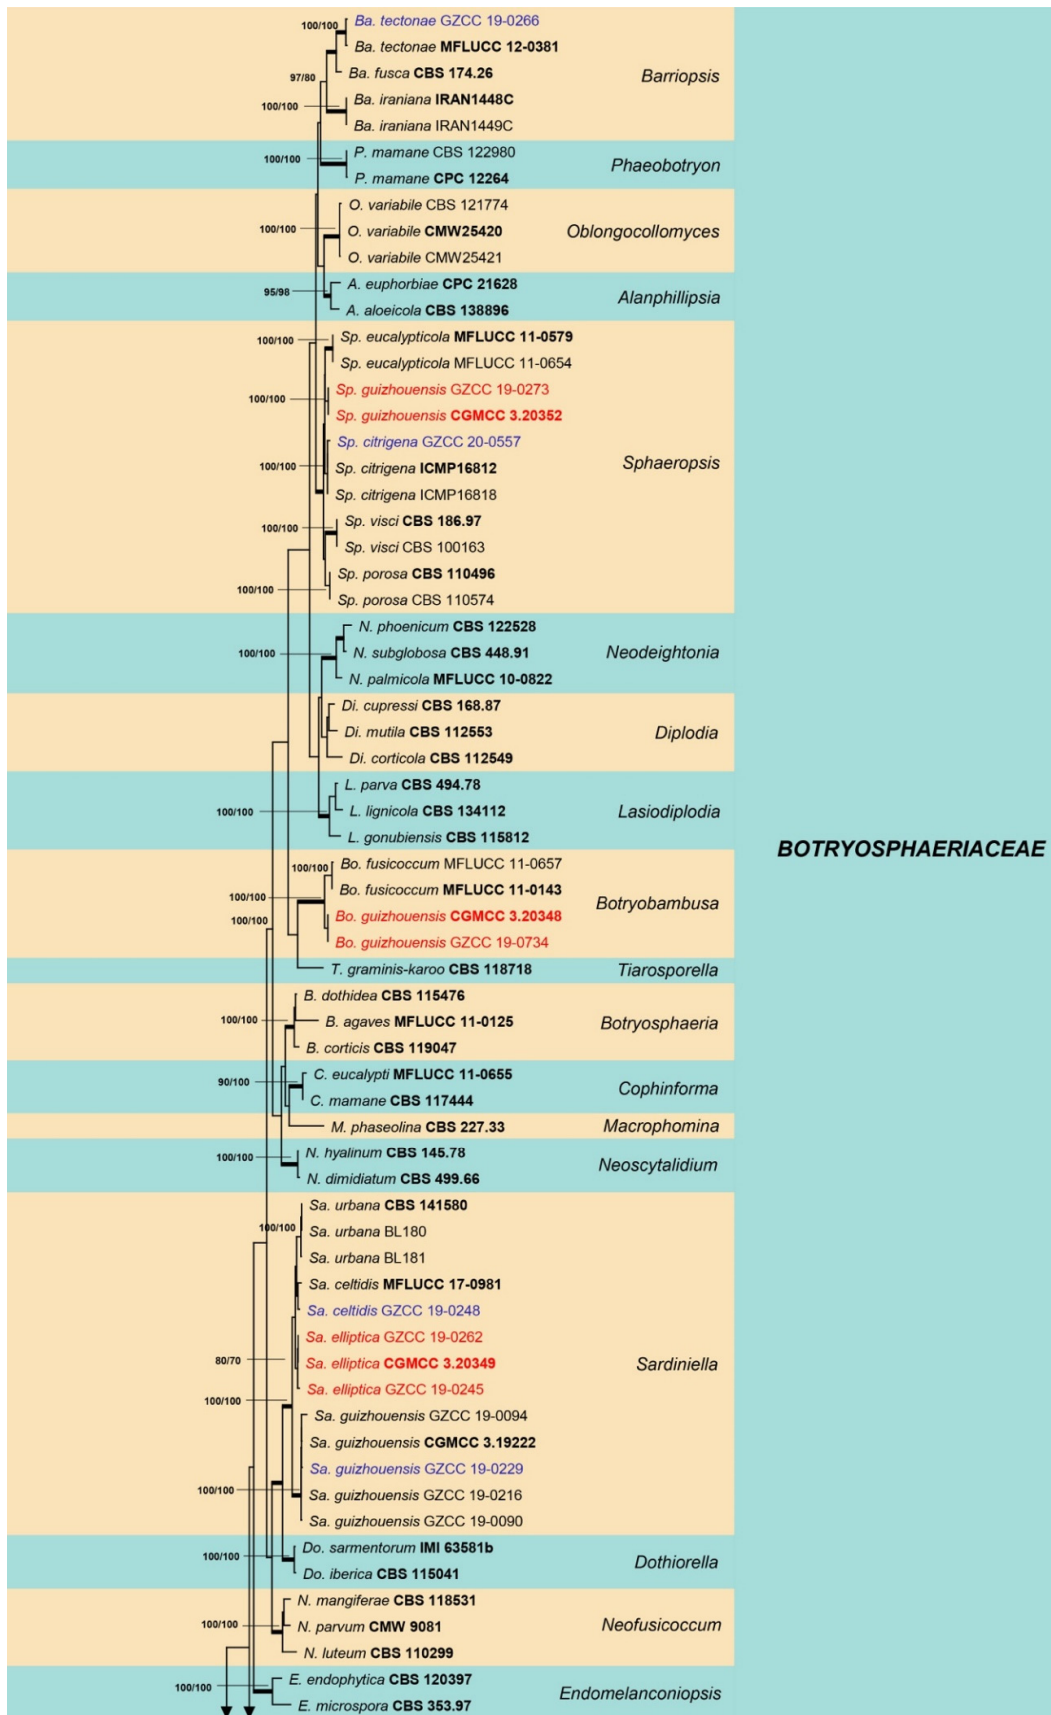 100/100
Ba. tectonae GZCC 19-0266
Ba. tectonae MFLUCC 12-0381
Ba. fusca CBS 174.26
Barriopsis
97/80
Ba. iraniana IRAN1448C
100/100
Ba. iraniana IRAN1449C
P. mamane CBS 122980
100/100
Phaeobotryon
P. mamane CPC 12264
O. variabile CBS 121774
100/100
O. variabile CMW25420
Oblongocollomyces
O. variabile CMW25421
A. euphorbiae CPC 21628
95/98
Alanphillipsia
A. aloeicola CBS 138896
Sp. eucalypticola MFLUCC 11-0579
100/100
Sp. eucalypticola MFLUCC 11-0654
Sp. guizhouensis GZCC 19-0273
100/100
Sp. guizhouensis CGMCC 3.20352
Sp. citrigena GZCC 20-0557
Sphaeropsis
100/100
Sp. citrigena ICMP16812
Sp. citrigena ICMP16818
Sp. visci CBS 186.97
100/100
Sp. visci CBS 100163
Sp. porosa CBS 110496
100/100
Sp. porosa CBS 110574
N. phoenicum CBS 122528
100/100
N. subglobosa CBS 448.91
Neodeightonia
N. palmicola MFLUCC 10-0822
Di. cupressi CBS 168.87
Di. mutila CBS 112553
Diplodia
Di. corticola CBS 112549
L. parva CBS 494.78
100/100
L. lignicola CBS 134112
Lasiodiplodia
L. gonubiensis CBS 115812
BOTRYOSPHAERIACEAE
100/100
Bo. fusicoccum MFLUCC 11-0657
Bo. fusicoccum MFLUCC 11-0143
100/100
Botryobambusa
100/100
Bo. guizhouensis CGMCC 3.20348
Bo. guizhouensis GZCC 19-0734
T. graminis-karoo CBS 118718
Tiarosporella
B. dothidea CBS 115476
100/100
B. agaves MFLUCC 11-0125
Botryosphaeria
B. corticis CBS 119047
C. eucalypti MFLUCC 11-0655
90/100
Cophinforma
C. mamane CBS 117444
M. phaseolina CBS 227.33
Macrophomina
N. hyalinum CBS 145.78
100/100
Neoscytalidium
N. dimidiatum CBS 499.66
Sa. urbana CBS 141580
100/100
Sa. urbana BL180
Sa. urbana BL181
Sa. celtidis MFLUCC 17-0981
Sa. celtidis GZCC 19-0248
Sa. elliptica GZCC 19-0262
80/70
Sa. elliptica CGMCC 3.20349
Sardiniella
Sa. elliptica GZCC 19-0245
100/100
Sa. guizhouensis GZCC 19-0094
Sa. guizhouensis CGMCC 3.19222
Sa. guizhouensis GZCC 19-0229
100/100
Sa. guizhouensis GZCC 19-0216
Sa. guizhouensis GZCC 19-0090
Do. sarmentorum IMI 63581b
100/100
Dothiorella
Do. iberica CBS 115041
N. mangiferae CBS 118531
100/100
N. parvum CMW 9081
Neofusicoccum
N. luteum CBS 110299
E. endophytica CBS 120397
100/100
Endomelanconiopsis
E. microspora CBS 353.97